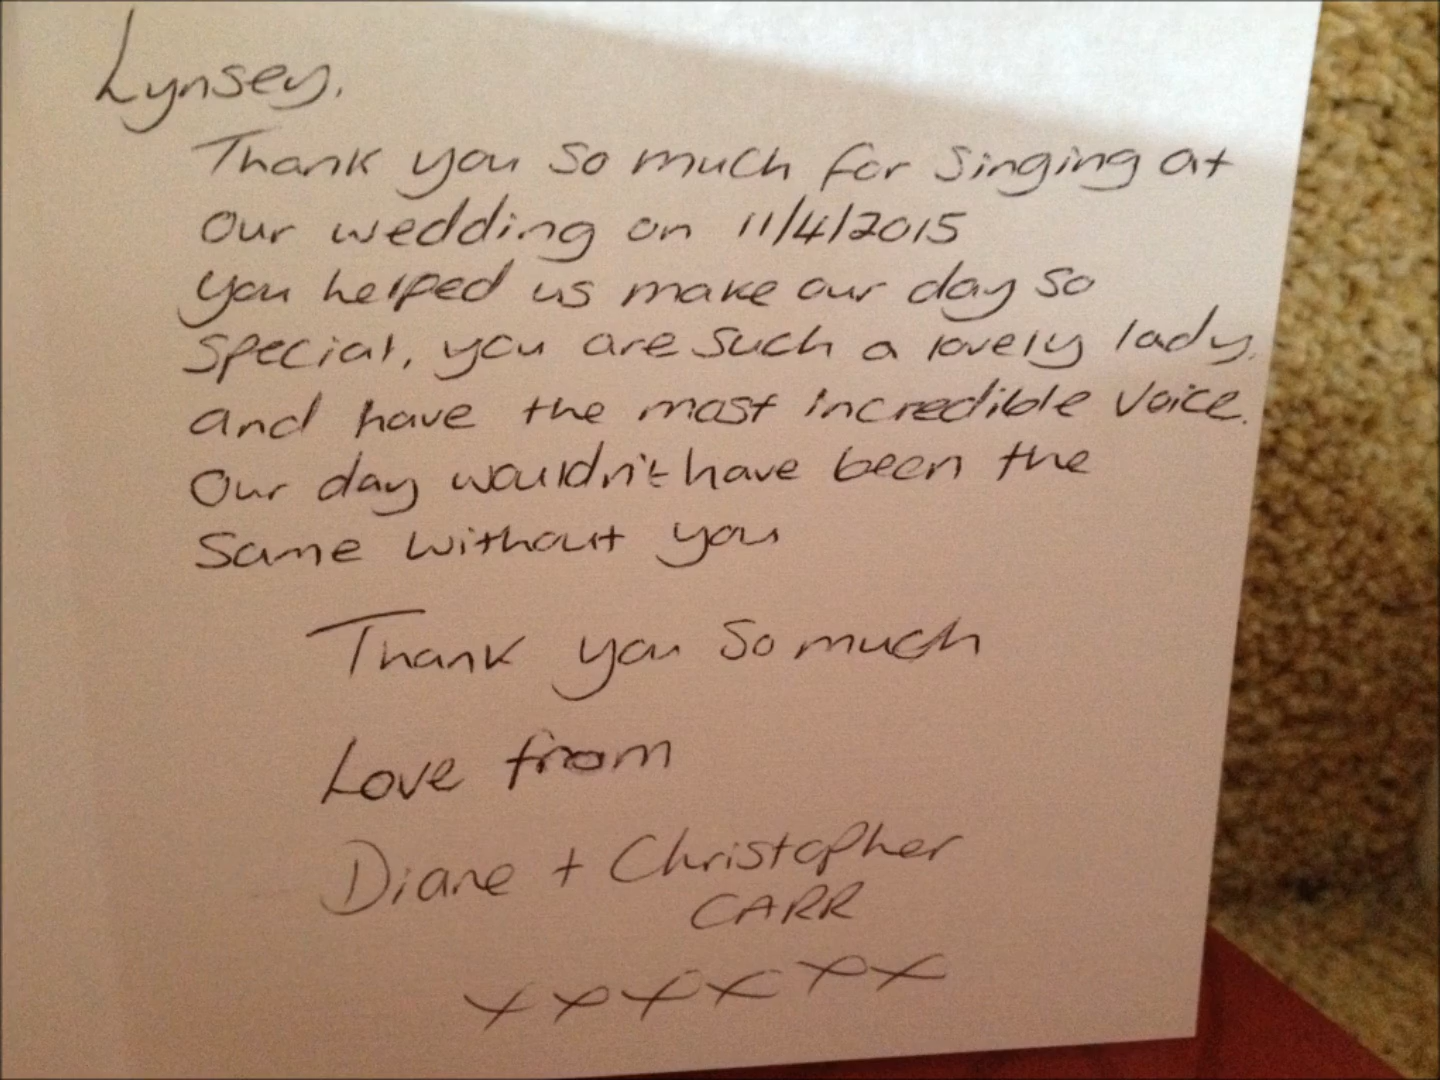 Lynsey,
Thank you so much for singing at
our wedding on 11/4/2015
you helped us make our day so
special, you are such a lovely lady,
and have the most incredible voice.
Our day wouldn't have been the
same without you
Thank you so much
Love from
Diane + Christopher
CARR
xxxxxx